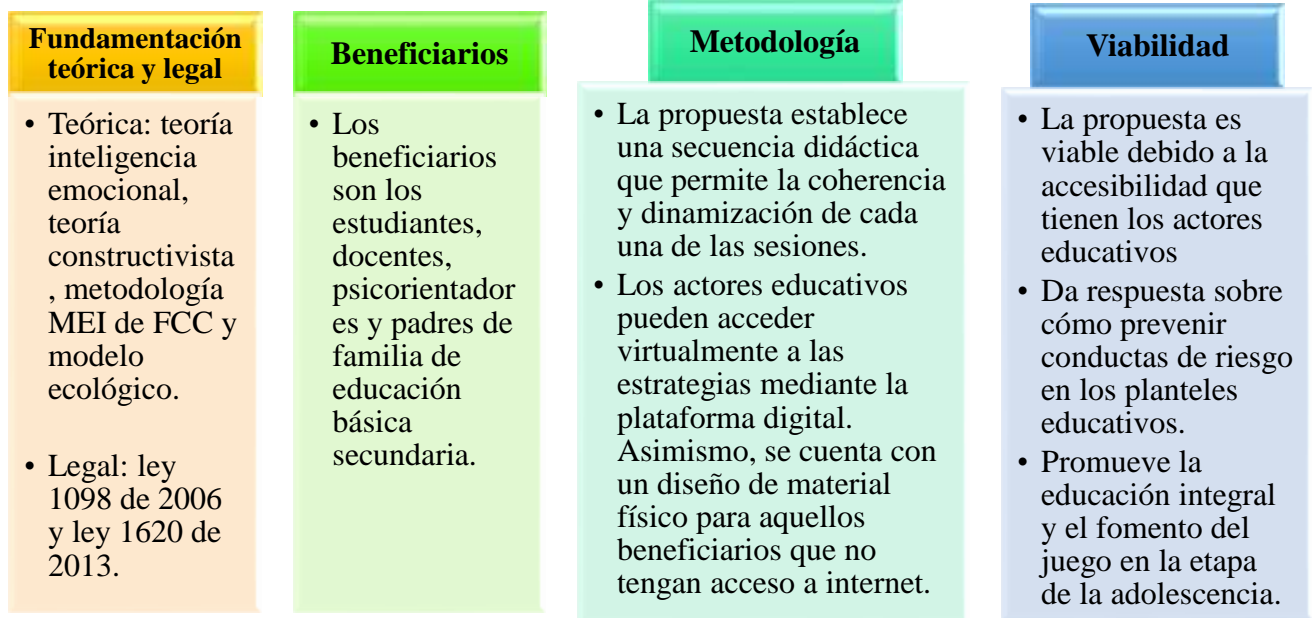 Fundamentación
teórica y legal
• Teórica: teoría
inteligencia
emocional,
teoría
constructivista
, metodología
MEI de FCC y
modelo
ecológico.
• Legal: ley
1098 de 2006
y ley 1620 de
2013.
Beneficiarios
• Los
beneficiarios
son los
estudiantes,
docentes,
psicorientador
es y padres de
familia de
educación
básica
secundaria.
Metodología
• La propuesta establece
una secuencia didáctica
que permite la coherencia
y dinamización de cada
una de las sesiones.
• Los actores educativos
pueden acceder
virtualmente a las
estrategias mediante la
plataforma digital.
Asimismo, se cuenta con
un diseño de material
físico para aquellos
beneficiarios que no
tengan acceso a internet.
Viabilidad
• La propuesta es
viable debido a la
accesibilidad que
tienen los actores
educativos
• Da respuesta sobre
cómo prevenir
conductas de riesgo
en los planteles
educativos.
• Promueve la
educación integral
y el fomento del
juego en la etapa
de la adolescencia.